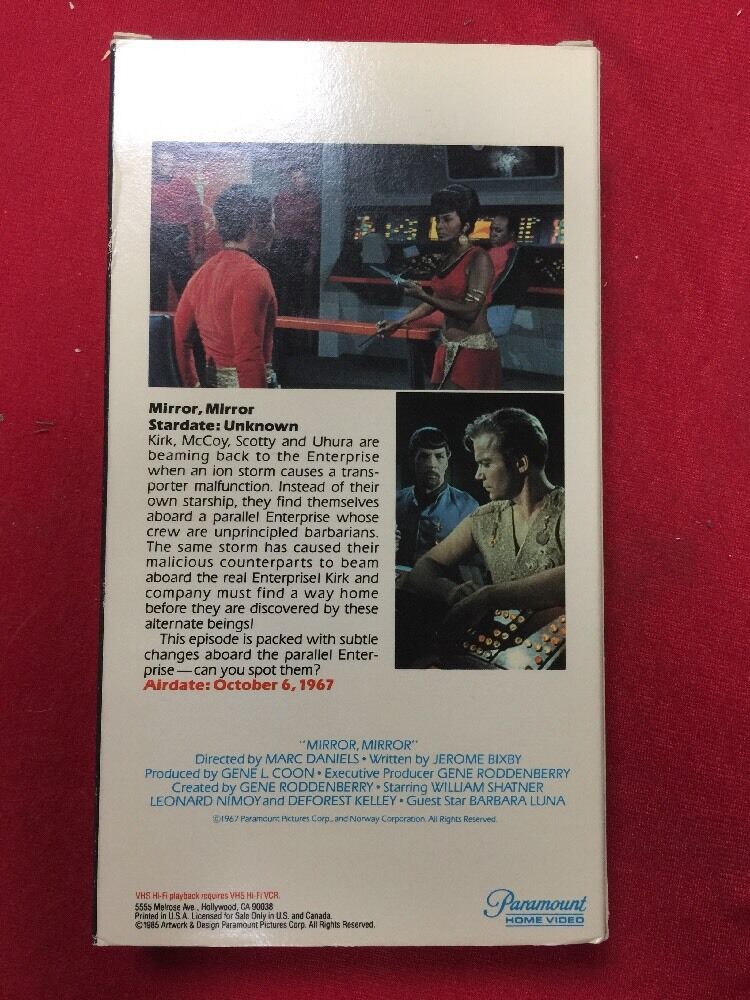 Mirror, Mirror
Stardate: Unknown
Kirk, McCoy, Scotty and Uhura are
beaming back to the Enterprise
when an ion storm causes a trans-
porter malfunction. Instead of their
own starship, they find themselves
aboard a parallel Enterprise whose
crew are unprincipled barbarians.
The same storm has caused their
malicious counterparts to beam
aboard the real Enterprise! Kirk and
company must find a way home
before they are discovered by these
alternate beings!
This episode is packed with subtle
changes aboard the parallel Enter-
prise—can you spot them?
Airdate: October 6, 1967
"MIRROR, MIRROR"
Directed by MARC DANIELS • Written by JEROME BIXBY
Produced by GENE L. COON • Executive Producer GENE RODDENBERRY
Created by GENE RODDENBERRY • Starring WILLIAM SHATNER
LEONARD NIMOY and DEFOREST KELLEY • Guest Star BARBARA LUNA
©1967 Paramount Pictures Corp., and Norway Corporation. All Rights Reserved.
VHS Hi-Fi playback requires VHS Hi-Fi VCR.
5555 Melrose Ave., Hollywood, CA 90038
Printed in U.S.A. Licensed for Sale Only in U.S. and Canada.
©1985 Artwork & Design Paramount Pictures Corp. All Rights Reserved.
Paramount
HOME VIDEO